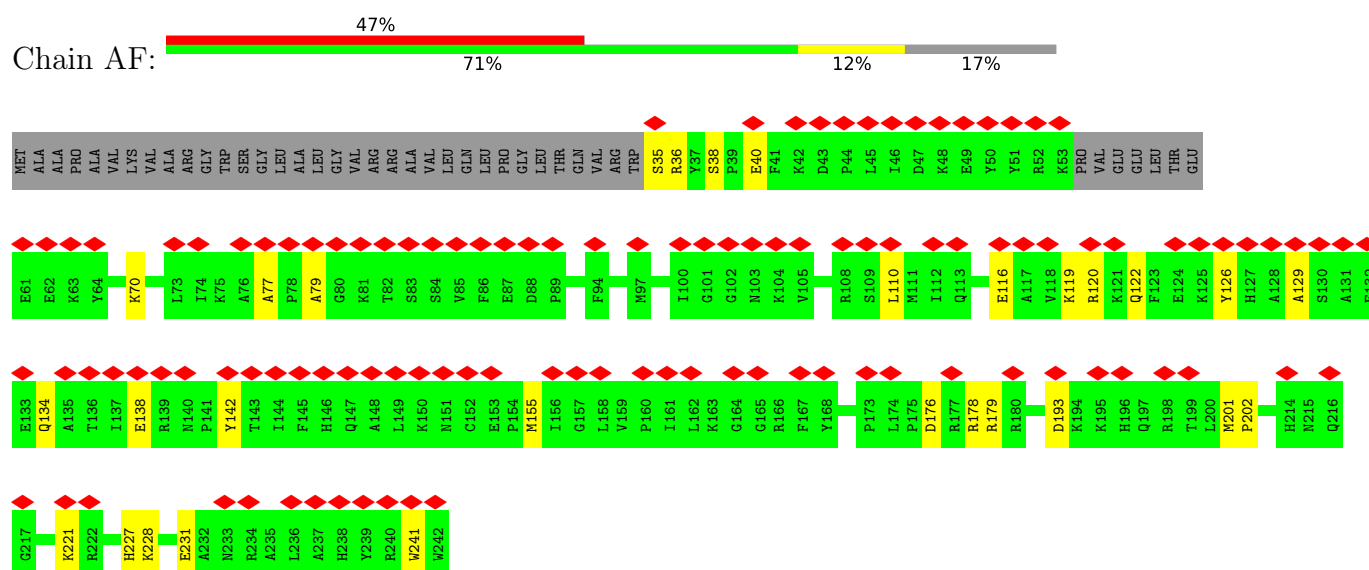 47%
Chain AF:
71% 12% 17%
MET ALA ALA PRO ALA VAL LYS VAL ALA ARG GLY TRP SER GLY LEU ALA LEU GLY VAL ARG ARG ALA VAL LEU GLN LEU PRO GLY LEU THR GLN VAL ARG TRP S35 R36 Y37 S38 P39 E40 F41 K42 D43 P44 L45 I46 D47 K48 E49 Y50 Y51 R52 K53 PRO VAL GLU GLU LEU THR GLU
E61 E62 K63 Y64 K70 L73 I74 K75 A76 A77 P78 A79 G80 K81 T82 S83 S84 V85 F86 E87 D88 P89 F94 M97 I100 G101 G102 N103 K104 V105 R108 S109 L110 M111 I112 Q113 E116 A117 V118 K119 R120 K121 Q122 F123 E124 K125 Y126 H127 A128 A129 S130 A131
E133 Q134 A135 T136 I137 E138 R139 N140 P141 Y142 T143 I144 F145 H146 Q147 A148 L149 K150 N151 C152 E153 P154 M155 I156 G157 L158 V159 P160 I161 L162 K163 G164 G165 R166 F167 Y168 P173 L174 P175 D176 R177 R178 R179 R180 D193 K194 K195 H196 Q197 R198 T199 L200 M201 P202 H214 N215 Q216
G217 K221 R222 H227 K228 E231 A232 N233 R234 A235 L236 A237 H238 Y239 R240 W241 W242